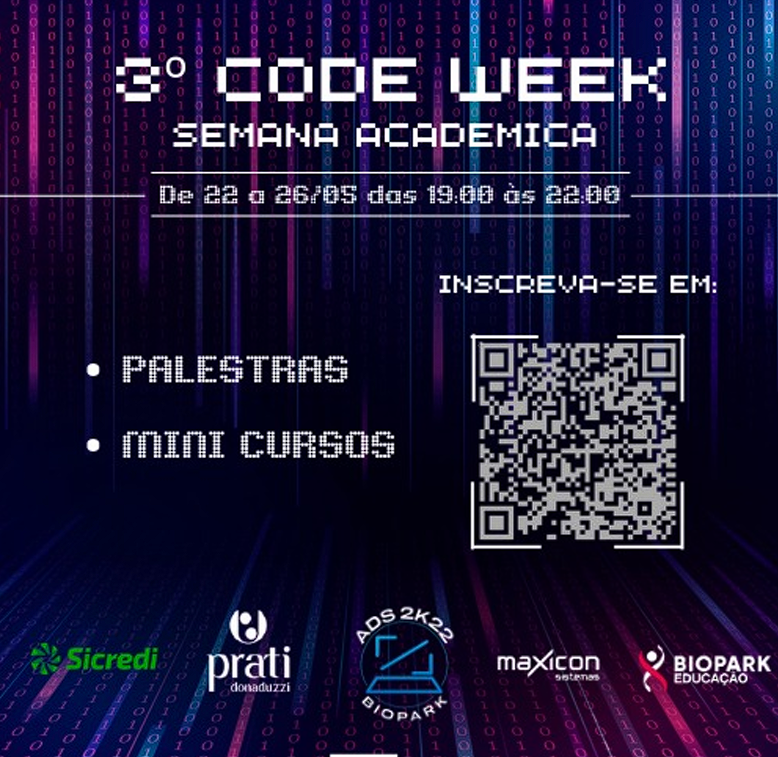 3º CODE WEEK
SEMANA ACADEMICA
De 22 a 26/05 das 19:00 às 22:00
INSCREVA-SE EM:
• PALESTRAS
• MINI CURSOS
Sicredi
prati
donaduzzi
ADS 2K22
BIOPARK
maxicon
sistemas
BIOPARK
EDUCAÇÃO